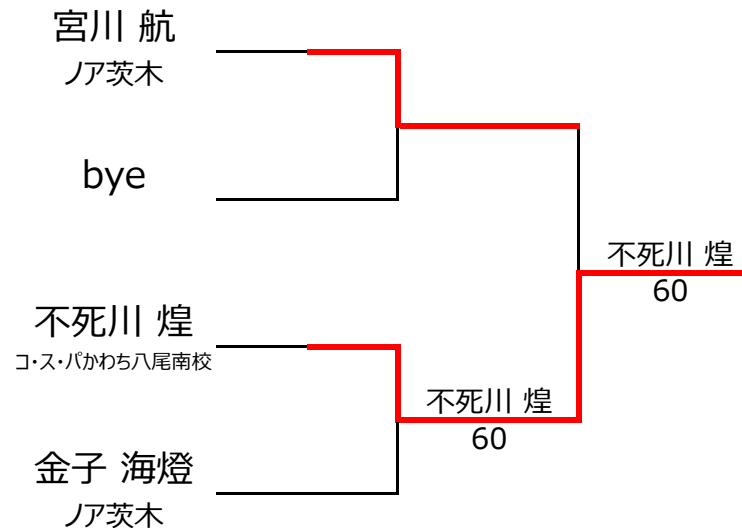 宮川 航
ノア茨木
bye
不死川 煌
コ・ス・パかわち八尾南校
金子 海燈
ノア茨木
不死川 煌
60
不死川 煌
60